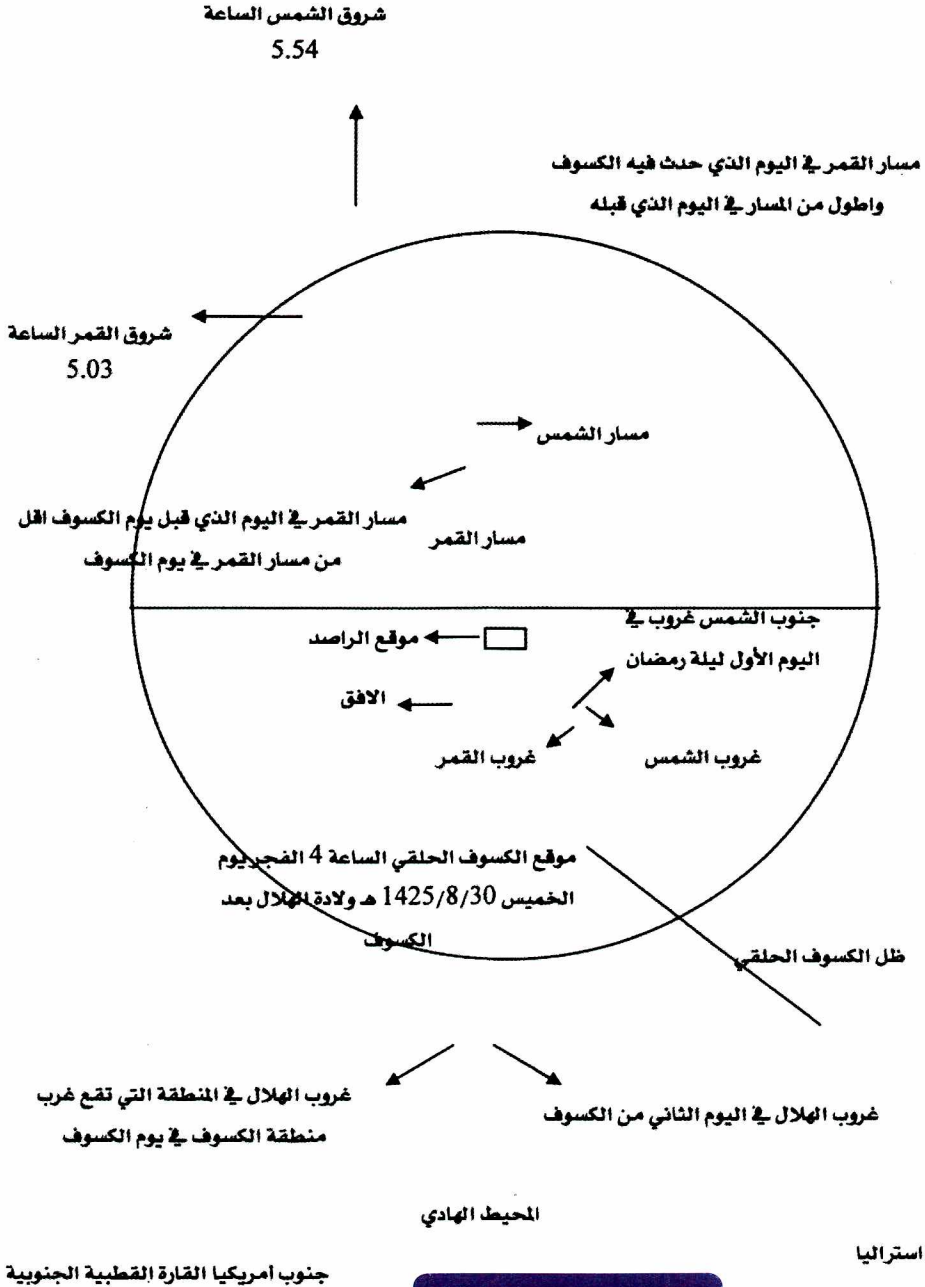 شروق الشمس الساعة
5.54
مسار القمر في اليوم الذي حدث فيه الكسوف
واطول من المسار في اليوم الذي قبله
شروق القمر الساعة
5.03
مسار الشمس
مسار القمر في اليوم الذي قبل يوم الكسوف اقل
من مسار القمر في يوم الكسوف
مسار القمر
جنوب الشمس غروب في
اليوم الأول ليلة رمضان
موقع الراصد
الافق
غروب الشمس
غروب القمر
موقع الكسوف الحلقي الساعة 4 الفجر يوم
الخميس 1425/8/30 هـ ولادة الهلال بعد
الكسوف
ظل الكسوف الحلقي
غروب الهلال في اليوم الثاني من الكسوف
غروب الهلال في المنطقة التي تقع غرب
منطقة الكسوف في يوم الكسوف
المحيط الهادي
استراليا
جنوب أمريكيا القارة القطبية الجنوبية